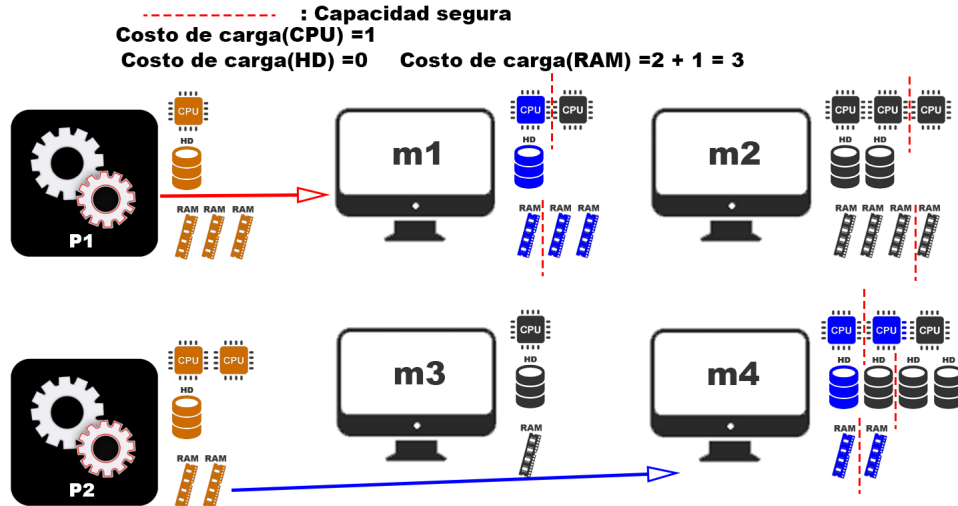 : Capacidad segura
Costo de carga(CPU) =1
Costo de carga(HD) =0 Costo de carga(RAM) =2 + 1 = 3
CPU
HD
RAM RAM RAM
P1
m1
CPU CPU
HD
RAM RAM RAM
m2
CPU CPU CPU
HD HD
RAM RAM RAM RAM
CPU CPU
HD
RAM RAM
P2
m3
CPU
HD
RAM
m4
CPU CPU CPU
HD HD HD HD
RAM RAM